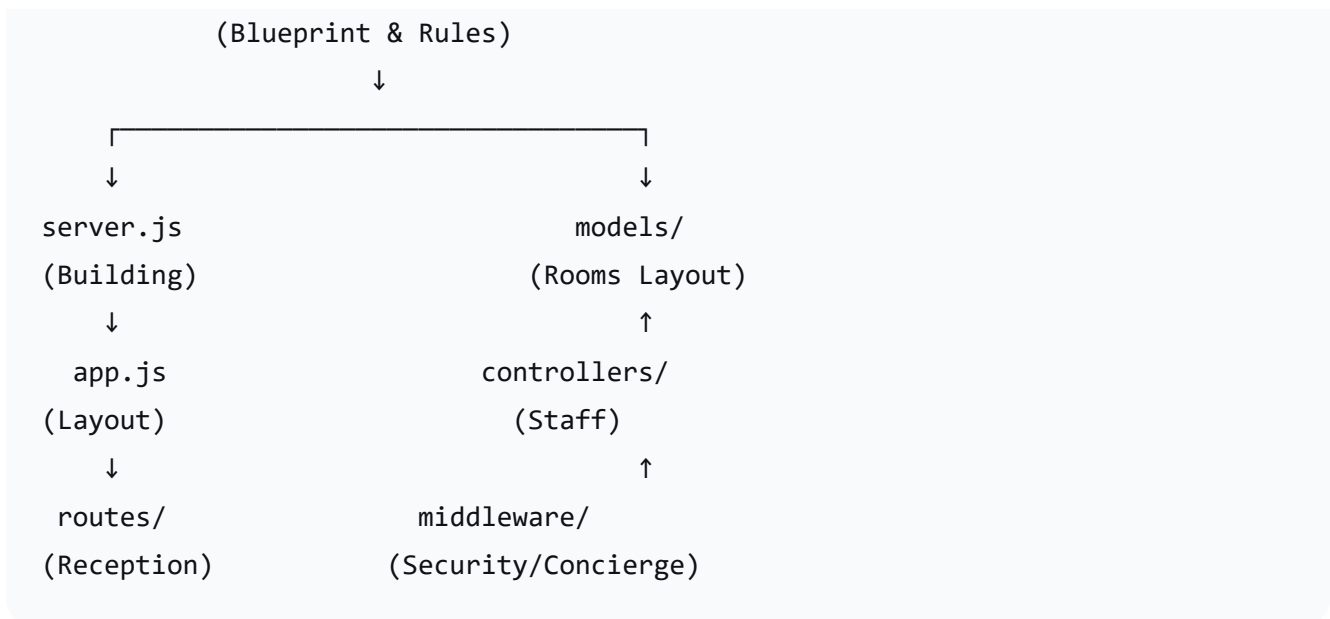 (Blueprint & Rules)
↓
┌─────────────────────────────────┐
↓ ↓
server.js models/
(Building) (Rooms Layout)
↓ ↑
app.js controllers/
(Layout) (Staff)
↓ ↑
routes/ middleware/
(Reception) (Security/Concierge)